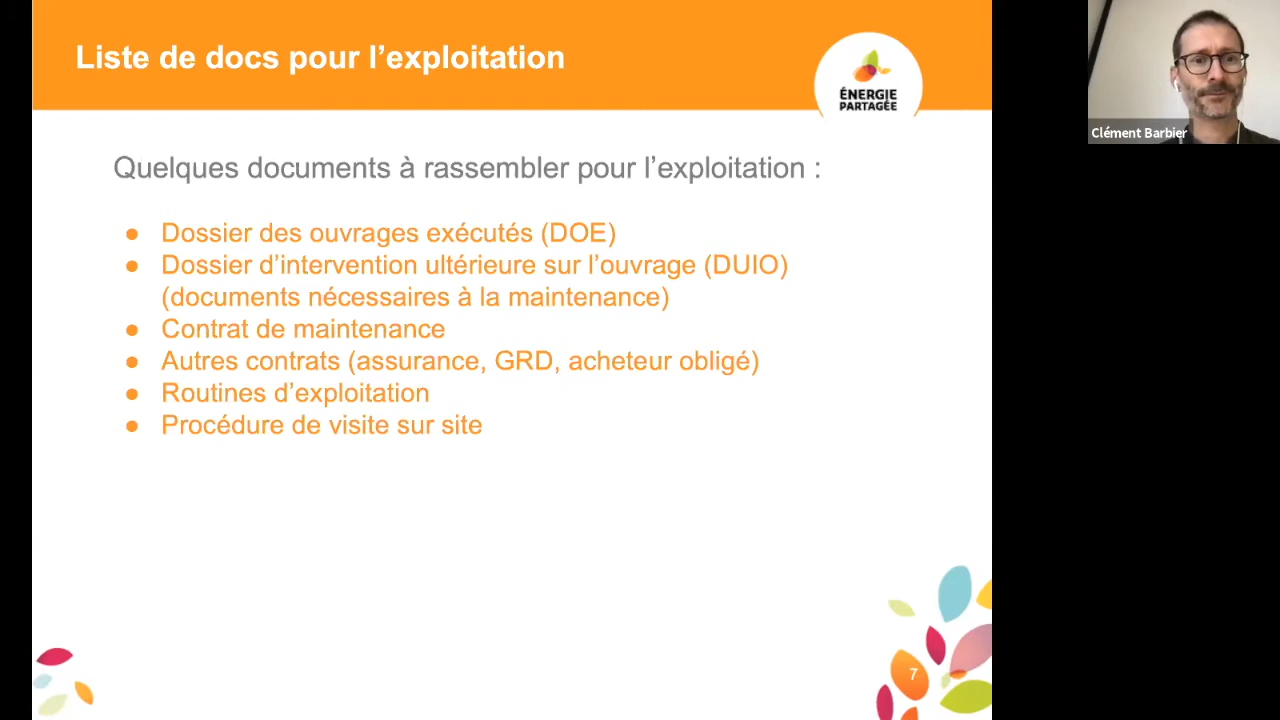 Liste de docs pour l’exploitation
ÉNERGIE
PARTAGÉE
Clément Barbier
Quelques documents à rassembler pour l’exploitation :
● Dossier des ouvrages exécutés (DOE)
● Dossier d’intervention ultérieure sur l’ouvrage (DUIO)
(documents nécessaires à la maintenance)
● Contrat de maintenance
● Autres contrats (assurance, GRD, acheteur obligé)
● Routines d’exploitation
● Procédure de visite sur site
7